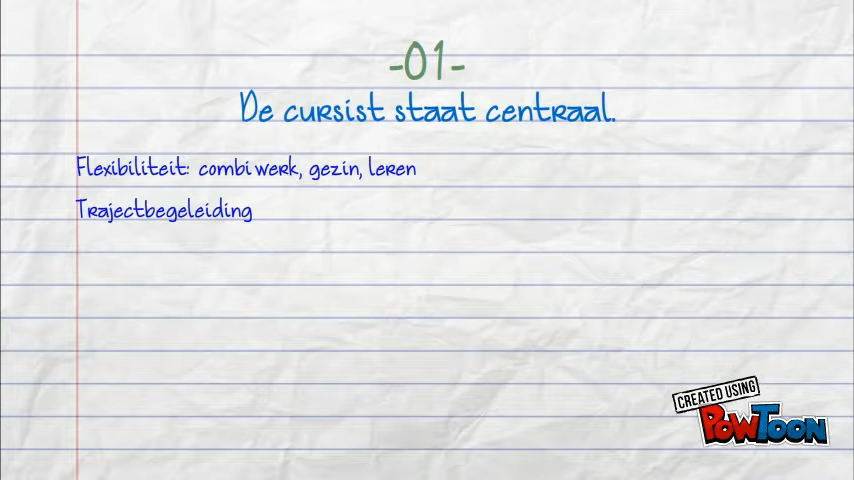 -01-
De cursist staat centraal.
Flexibiliteit: combi werk, gezin, leren
Trajectbegeleiding
CREATED USING
POWTOON